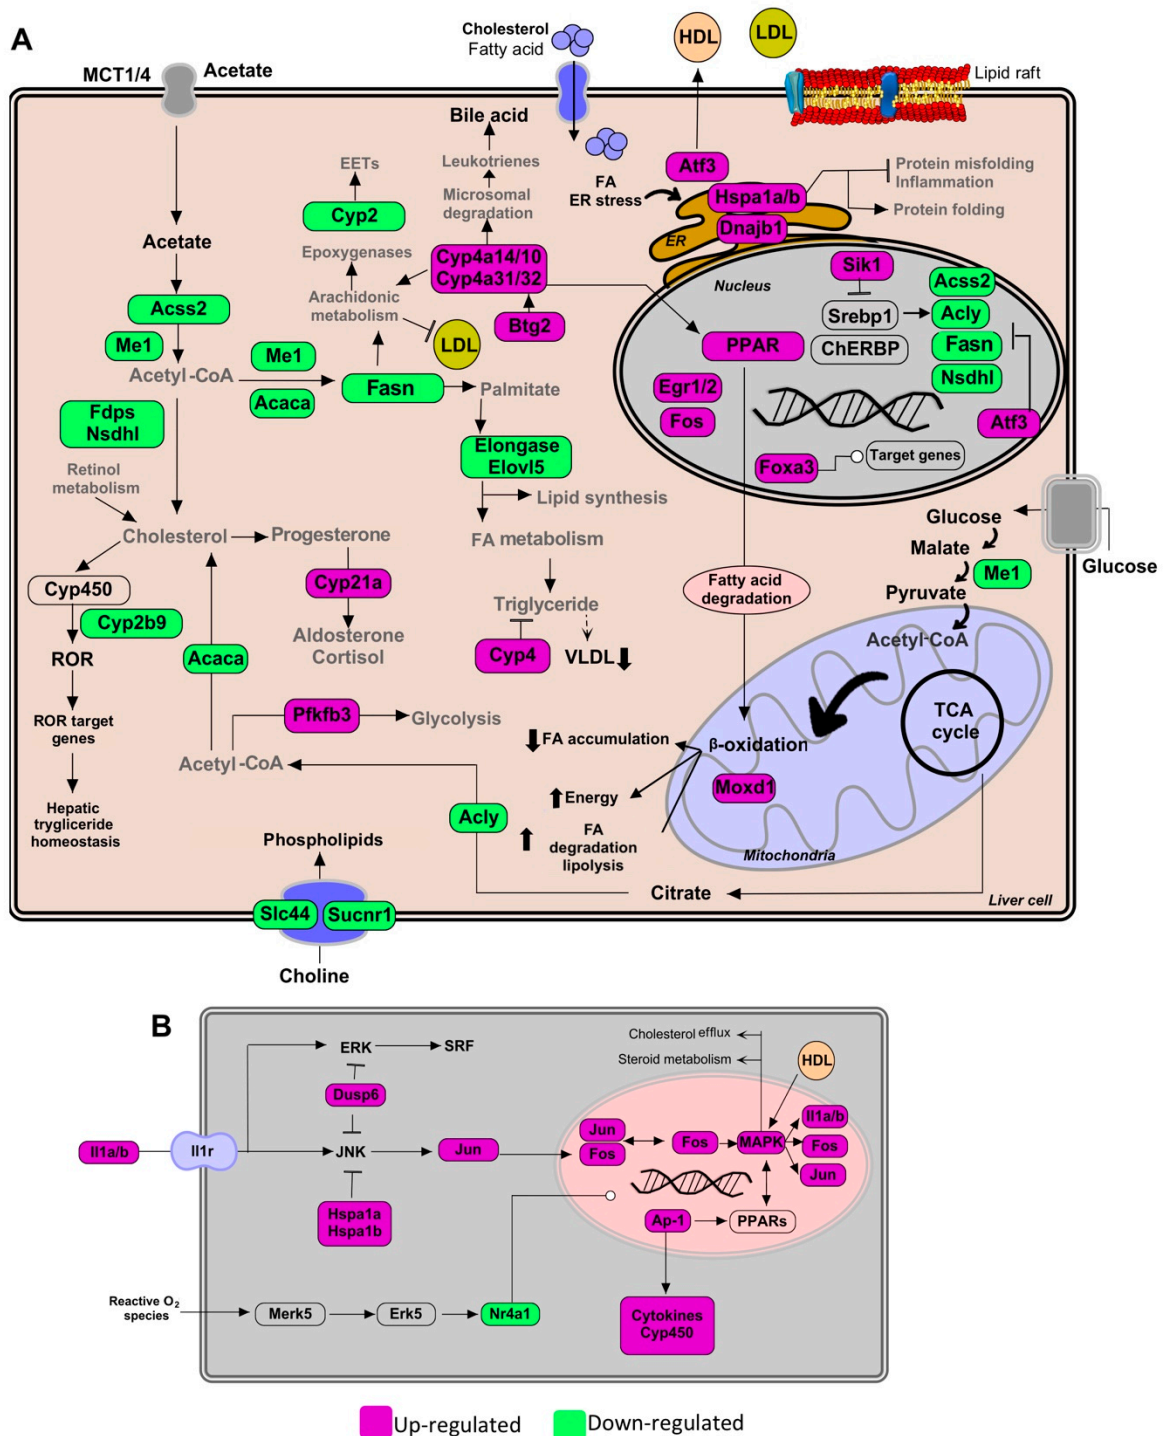 A
MCT1/4
Acetate
Cholesterol
Fatty acid
HDL
LDL
Lipid raft
Bile acid
Leukotrienes
Microsomal
degradation
EETs
Cyp2
Epoxygenases
Arachidonic
metabolism
Cyp4a14/10
Cyp4a31/32
Btg2
LDL
FA
ER stress
Atf3
Hspa1a/b
Dnajb1
ER
Protein misfolding
Inflammation
Protein folding
Nucleus
Sik1
Srebp1
ChERBP
Acss2
Acly
Fasn
Nsdhl
PPAR
Egr1/2
Fos
Atf3
Foxa3
Target genes
Acetate
Acss2
Me1
Acetyl-CoA
Me1
Acaca
Fasn
Palmitate
Fdps
Nsdhl
Elongase
Elovl5
Lipid synthesis
FA metabolism
Retinol
metabolism
Cholesterol
Progesterone
Cyp21a
Aldosterone
Cortisol
Triglyceride
Cyp4
VLDL
Cyp450
Cyp2b9
ROR
Acaca
ROR target
genes
Pfkfb3
Glycolysis
Acetyl-CoA
Hepatic
trygliceride
homeostasis
Glucose
Glucose
Malate
Me1
Pyruvate
Acetyl-CoA
Fatty acid
degradation
TCA
cycle
β-oxidation
Moxd1
FA accumulation
Energy
FA
degradation
lipolysis
Mitochondria
Acly
Citrate
Phospholipids
Slc44
Sucnr1
Choline
Liver cell
B
ERK
SRF
Dusp6
Il1a/b
Il1r
JNK
Jun
Hspa1a
Hspa1b
Cholesterol efflux
Steroid metabolism
HDL
Jun
Fos
Fos
MAPK
Il1a/b
Fos
Jun
Ap-1
PPARs
Reactive O₂
species
Merk5
Erk5
Nr4a1
Cytokines
Cyp450
Up-regulated
Down-regulated